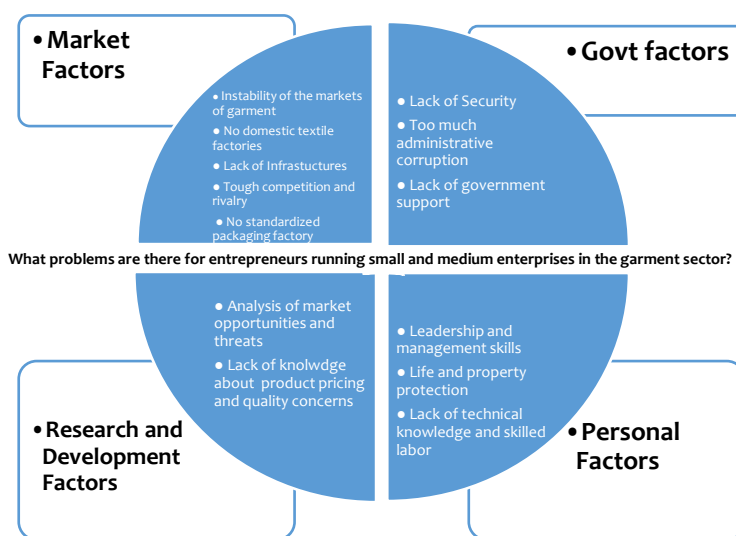 • Market
Factors
• Govt factors
● Instability of the markets
of garment
● No domestic textile
factories
● Lack of Infrastuctures
● Tough competition and
rivalry
● No standardized
packaging factory
● Lack of Security
● Too much
administrative
corruption
● Lack of government
support
What problems are there for entrepreneurs running small and medium enterprises in the garment sector?
● Analysis of market
opportunities and
threats
● Lack of knolwdge
about product pricing
and quality concerns
● Leadership and
management skills
● Life and property
protection
● Lack of technical
knowledge and skilled
labor
• Research and
Development
Factors
• Personal
Factors